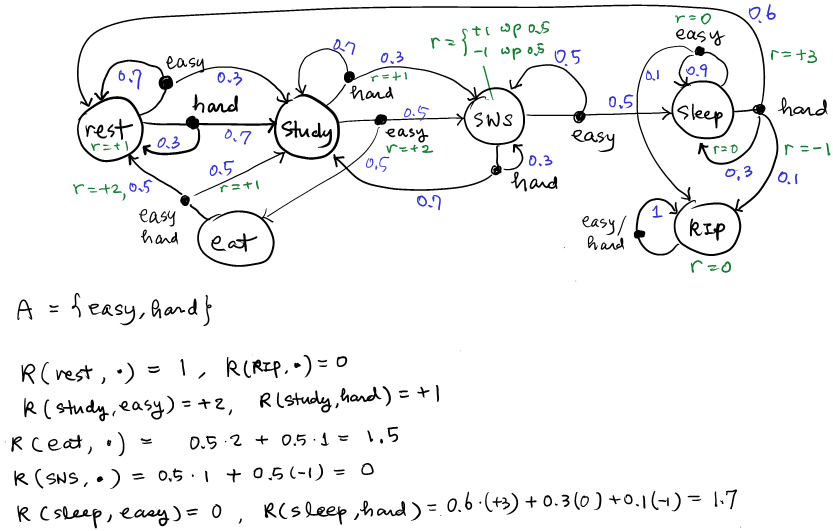 0.6
r=0
easy
r = { +1 wp 0.5
-1 wp 0.5
0.7
0.3
0.5
r=+3
easy
0.7
0.3
r=+1
hard
0.1
0.9
hard
0.5
0.5
Sleep
hard
rest
r=+1
0.3
0.7
Study
easy
r=+2
SNS
easy
r=0
r=-1
0.5
0.5
0.3
hard
0.3
0.1
r=+2, 0.5
r=+1
0.7
easy
hard
eat
easy/
hard
1
RIP
r=0
A = {easy, hard}
R(rest, ·) = 1, R(RIP, ·) = 0
R(study, easy) = +2, R(study, hard) = +1
R(eat, ·) = 0.5·2 + 0.5·1 = 1.5
R(SNS, ·) = 0.5·1 + 0.5(-1) = 0
R(sleep, easy) = 0, R(sleep, hard) = 0.6·(+3) + 0.3(0) + 0.1(-1) = 1.7